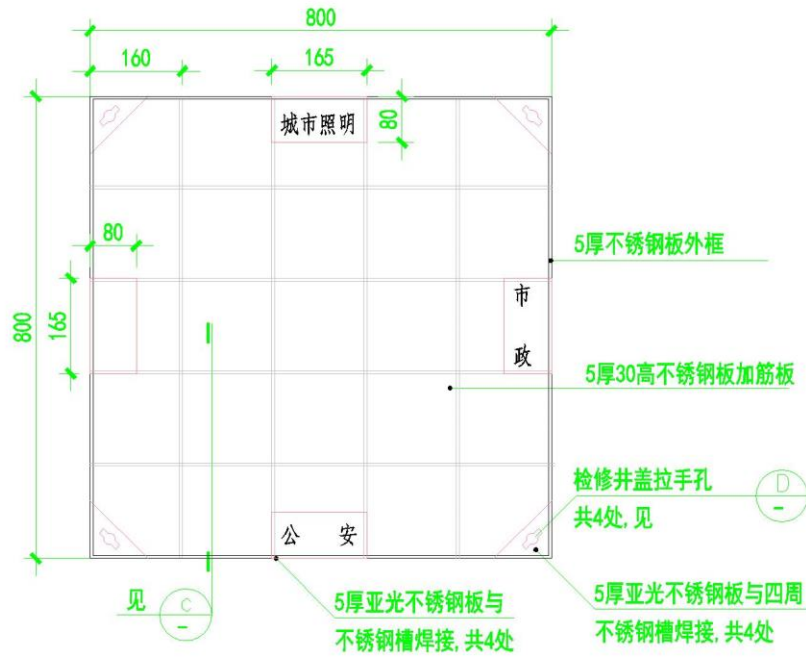 800
160
165
城市照明
80
80
5厚不锈钢板外框
800
165
市
政
5厚30高不锈钢板加筋板
检修井盖拉手孔
共4处, 见
D
-
公 安
见
C
-
5厚亚光不锈钢板与
不锈钢槽焊接, 共4处
5厚亚光不锈钢板与四周
不锈钢槽焊接, 共4处